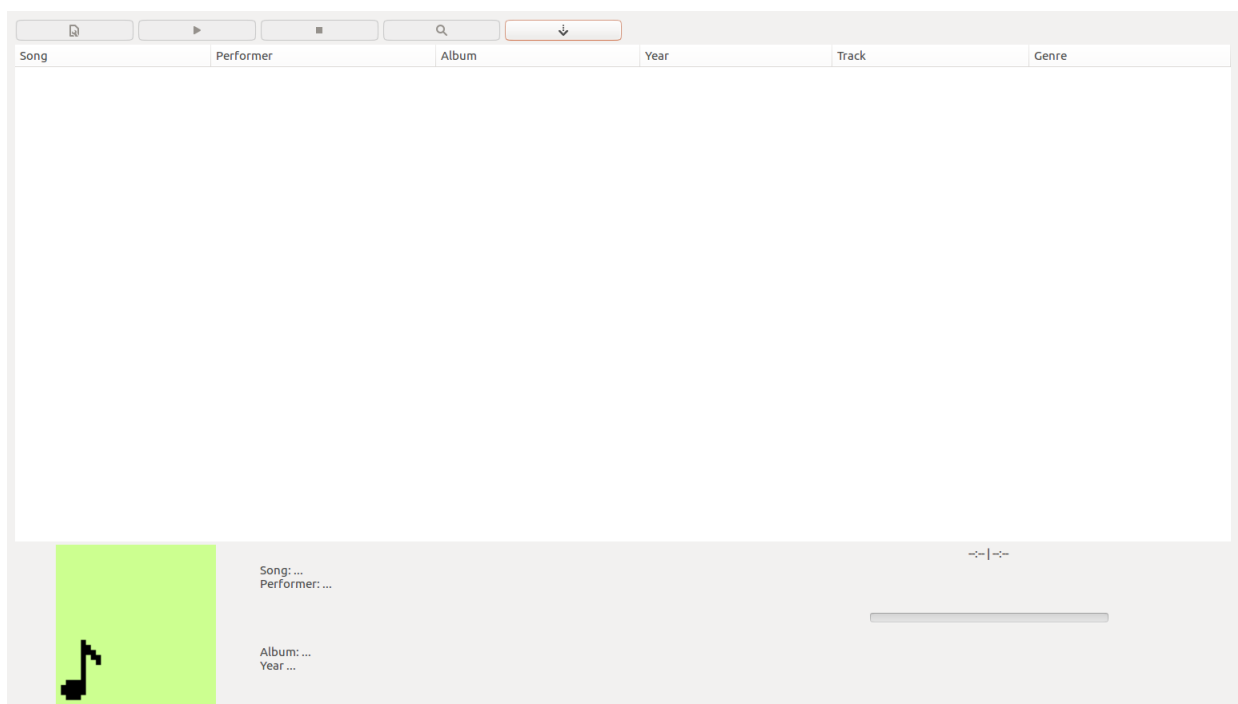 Song Performer Album Year Track Genre
--:-- | --:--
Song: ...
Performer: ...
Album: ...
Year ...